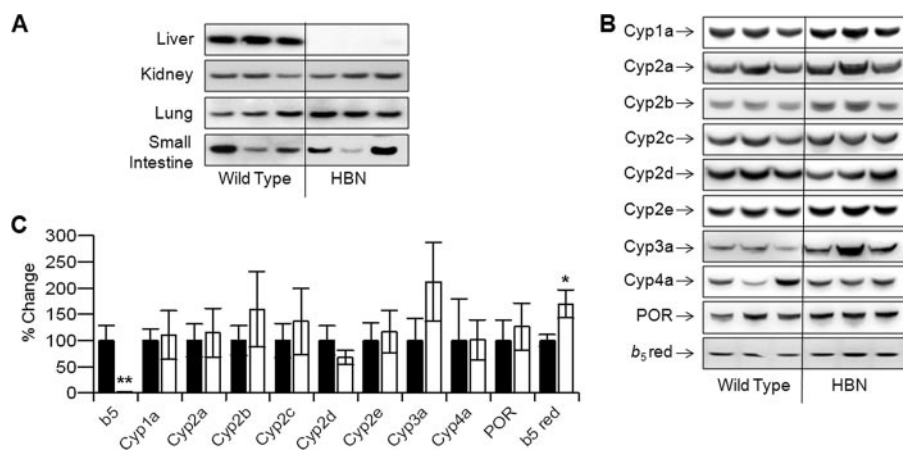 A
Liver
Kidney
Lung
Small
Intestine
Wild Type
HBN
B
Cyp1a
Cyp2a
Cyp2b
Cyp2c
Cyp2d
Cyp2e
Cyp3a
Cyp4a
POR
b5 red
Wild Type
HBN
C
% Change
300
250
200
150
100
50
0
**
*
b5
Cyp1a
Cyp2a
Cyp2b
Cyp2c
Cyp2d
Cyp2e
Cyp3a
Cyp4a
POR
b5 red